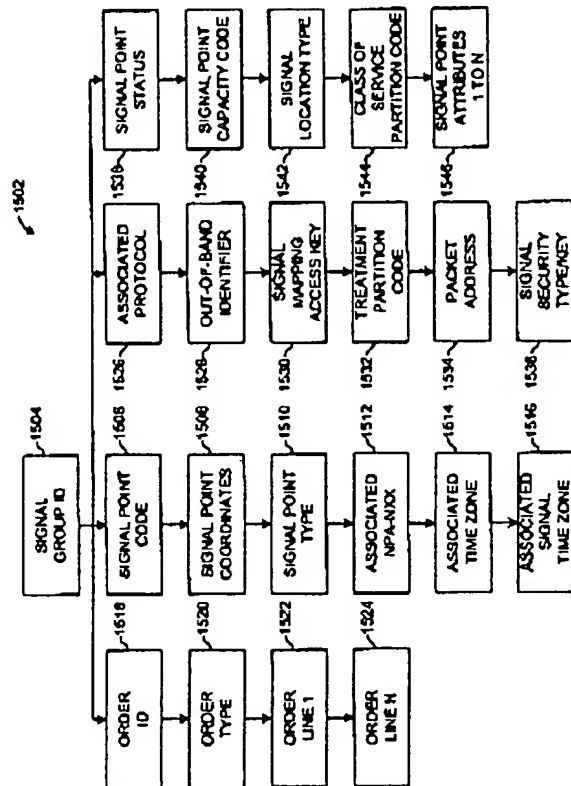 1502
1504
SIGNAL
GROUP ID
1518
ORDER
ID
1520
ORDER
TYPE
1522
ORDER
LINE 1
1524
ORDER
LINE N
1506
SIGNAL POINT
CODE
1508
SIGNAL POINT
COORDINATES
1510
SIGNAL POINT
TYPE
1512
ASSOCIATED
NPA-NXX
1514
ASSOCIATED
TIME ZONE
1516
ASSOCIATED
SIGNAL
TIME ZONE
1526
ASSOCIATED
PROTOCOL
1528
OUT-OF-BAND
IDENTIFIER
1530
SIGNAL
MAPPING
ACCESS KEY
1532
TREATMENT
PARTITION
CODE
1534
PACKET
ADDRESS
1536
SIGNAL
SECURITY
TYPE/KEY
1538
SIGNAL POINT
STATUS
1540
SIGNAL POINT
CAPACITY CODE
1542
SIGNAL
LOCATION TYPE
1544
CLASS OF
SERVICE
PARTITION CODE
1546
SIGNAL POINT
ATTRIBUTES
1 TO N